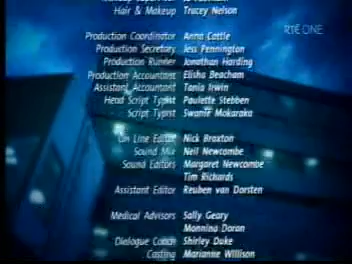 Hair & Makeup Tracey Nelson
RTÉ ONE
Production Coordinator Anna Cottle
Production Secretary Jess Pennington
Production Runner Jonathan Harding
Production Accountant Elisha Beacham
Assistant Accountant Tania Irwin
Head Script Typist Paulette Stebben
Script Typist Swanie Mokaraka
On Line Editor Nick Braxton
Sound Mix Neil Newcombe
Sound Editors Margaret Newcombe
Tim Rickards
Assistant Editor Reuben van Dorsten
Medical Advisors Sally Geary
Monnina Doran
Dialogue Coach Shirley Duke
Casting Marianne Willison